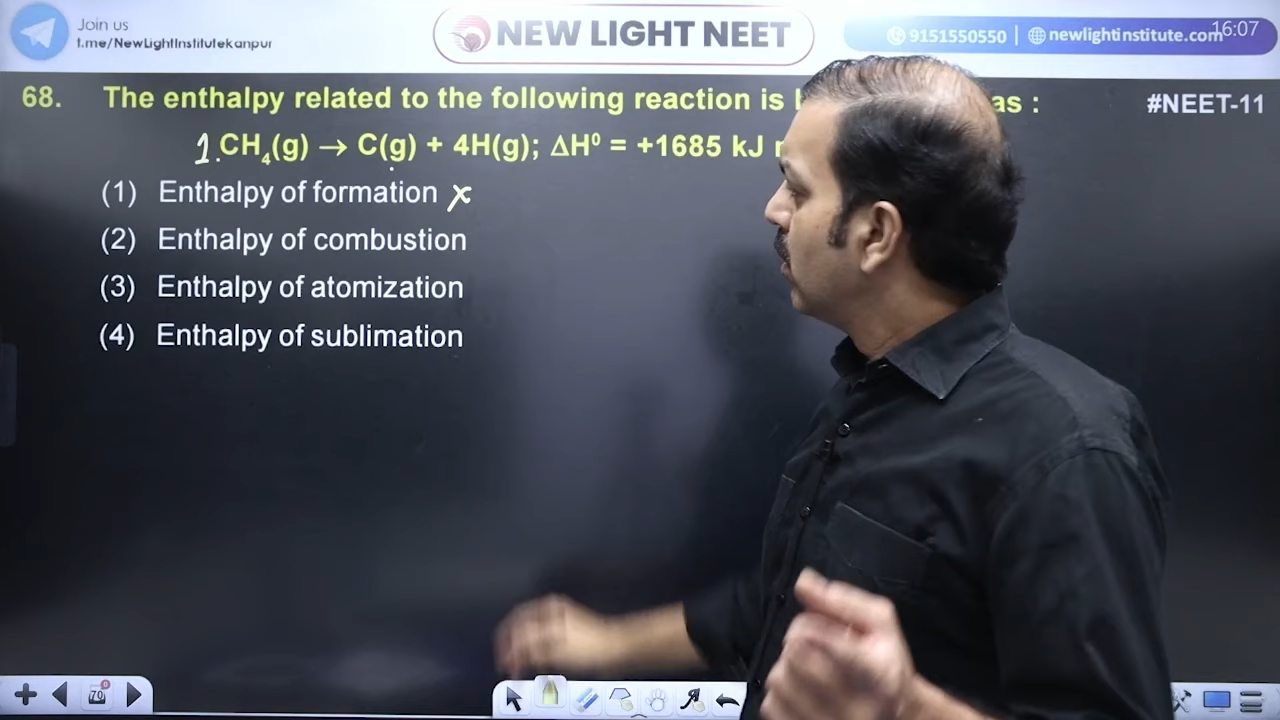 Join us
t.me/NewLightInstitutekanpur
NEW LIGHT NEET
9151550550 | newlightinstitute.com
16:07
68. The enthalpy related to the following reaction is as :
#NEET-11
1. CH₄(g) → C(g) + 4H(g); ΔH⁰ = +1685 kJ
(1) Enthalpy of formation x
(2) Enthalpy of combustion
(3) Enthalpy of atomization
(4) Enthalpy of sublimation
70
0